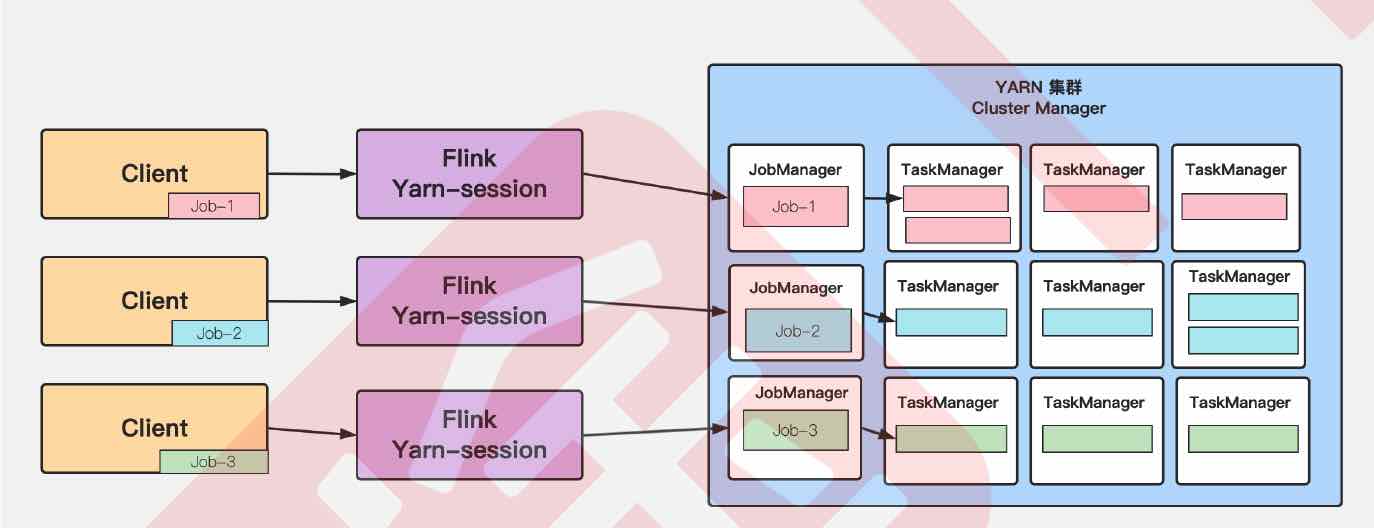 YARN 集群
Cluster Manager
Client
Job-1
Flink
Yarn-session
JobManager
Job-1
TaskManager
TaskManager
TaskManager
Client
Job-2
Flink
Yarn-session
JobManager
Job-2
TaskManager
TaskManager
TaskManager
Client
Job-3
Flink
Yarn-session
JobManager
Job-3
TaskManager
TaskManager
TaskManager